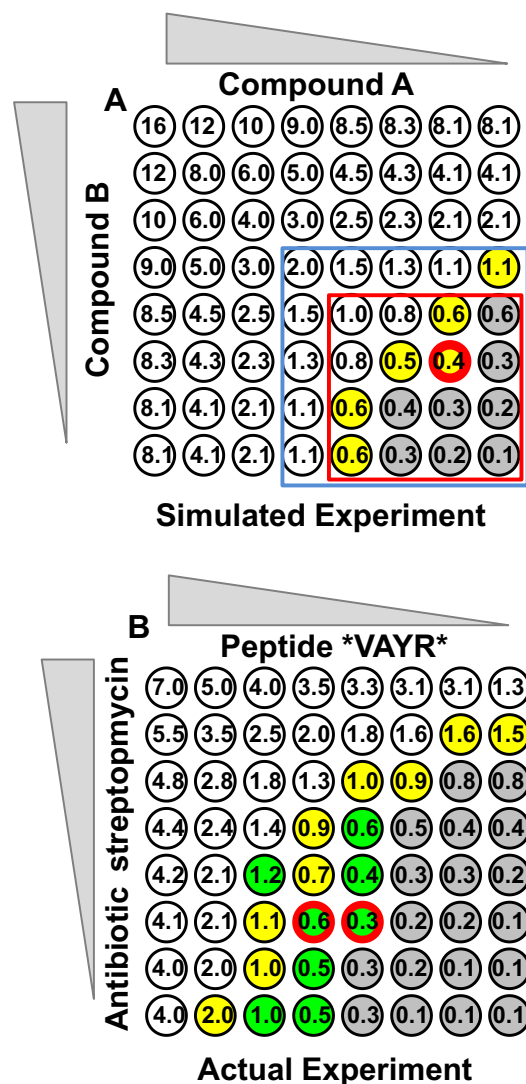 Compound A
A
Compound B
16 12 10 9.0 8.5 8.3 8.1 8.1
12 8.0 6.0 5.0 4.5 4.3 4.1 4.1
10 6.0 4.0 3.0 2.5 2.3 2.1 2.1
9.0 5.0 3.0 2.0 1.5 1.3 1.1 1.1
8.5 4.5 2.5 1.5 1.0 0.8 0.6 0.6
8.3 4.3 2.3 1.3 0.8 0.5 0.4 0.3
8.1 4.1 2.1 1.1 0.6 0.4 0.3 0.2
8.1 4.1 2.1 1.1 0.6 0.3 0.2 0.1
Simulated Experiment
B
Peptide *VAYR*
Antibiotic streptopmycin
7.0 5.0 4.0 3.5 3.3 3.1 3.1 1.3
5.5 3.5 2.5 2.0 1.8 1.6 1.6 1.5
4.8 2.8 1.8 1.3 1.0 0.9 0.8 0.8
4.4 2.4 1.4 0.9 0.6 0.5 0.4 0.4
4.2 2.1 1.2 0.7 0.4 0.3 0.3 0.2
4.1 2.1 1.1 0.6 0.3 0.2 0.2 0.1
4.0 2.0 1.0 0.5 0.3 0.2 0.1 0.1
4.0 2.0 1.0 0.5 0.3 0.1 0.1 0.1
Actual Experiment